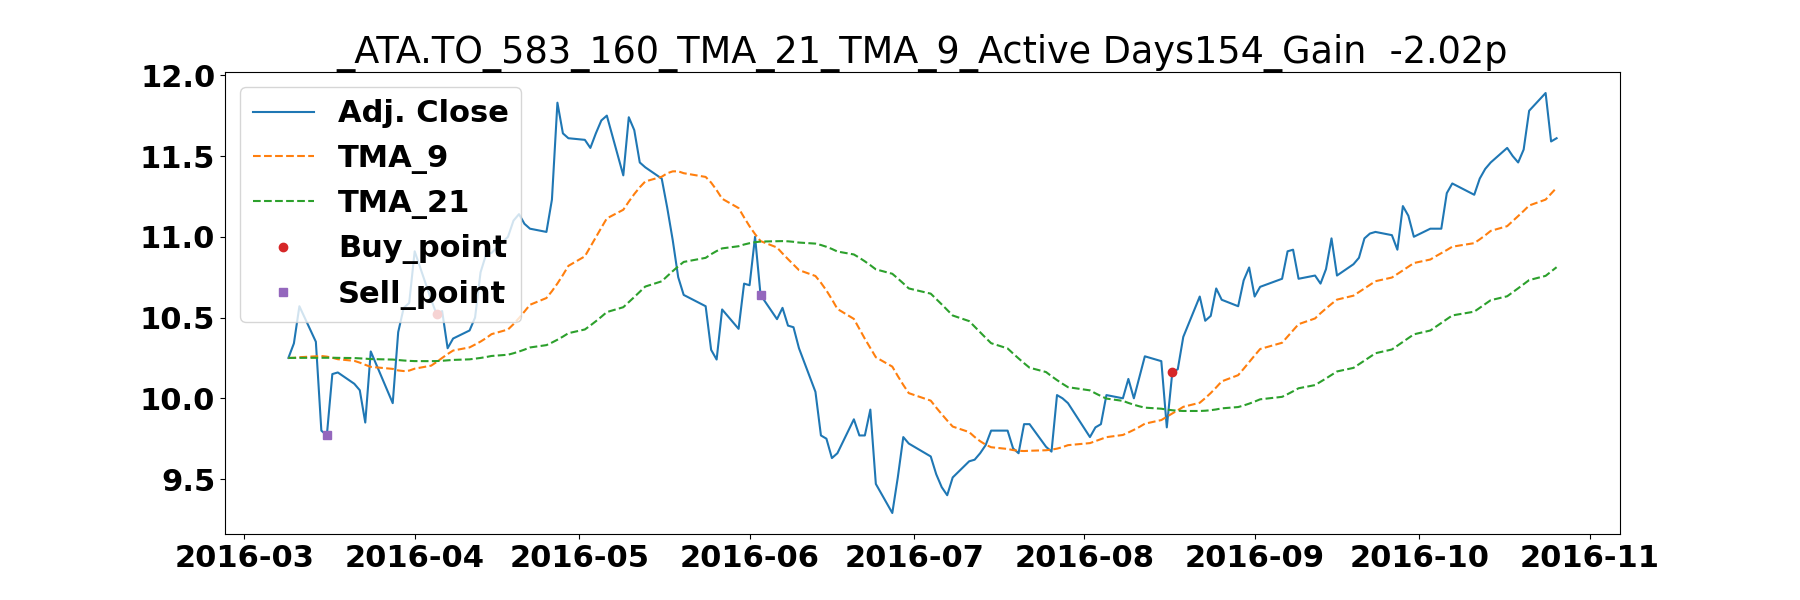 _ATA.TO_583_160_TMA_21_TMA_9_Active Days154_Gain  -2.02p
12.0
11.5
11.0
10.5
10.0
9.5
Adj. Close
TMA_9
TMA_21
Buy_point
Sell_point
2016-03 2016-04 2016-05 2016-06 2016-07 2016-08 2016-09 2016-10 2016-11